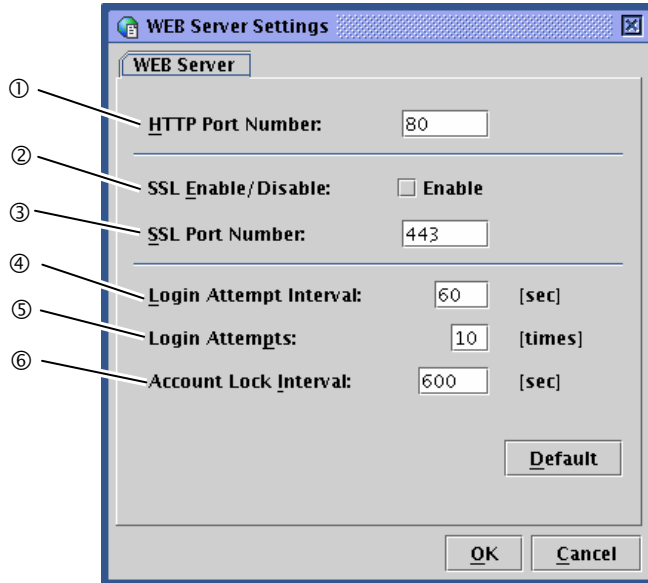 WEB Server Settings
WEB Server
① HTTP Port Number: 80
② SSL Enable/Disable: Enable
③ SSL Port Number: 443
④ Login Attempt Interval: 60 [sec]
⑤ Login Attempts: 10 [times]
⑥ Account Lock Interval: 600 [sec]
Default
OK Cancel